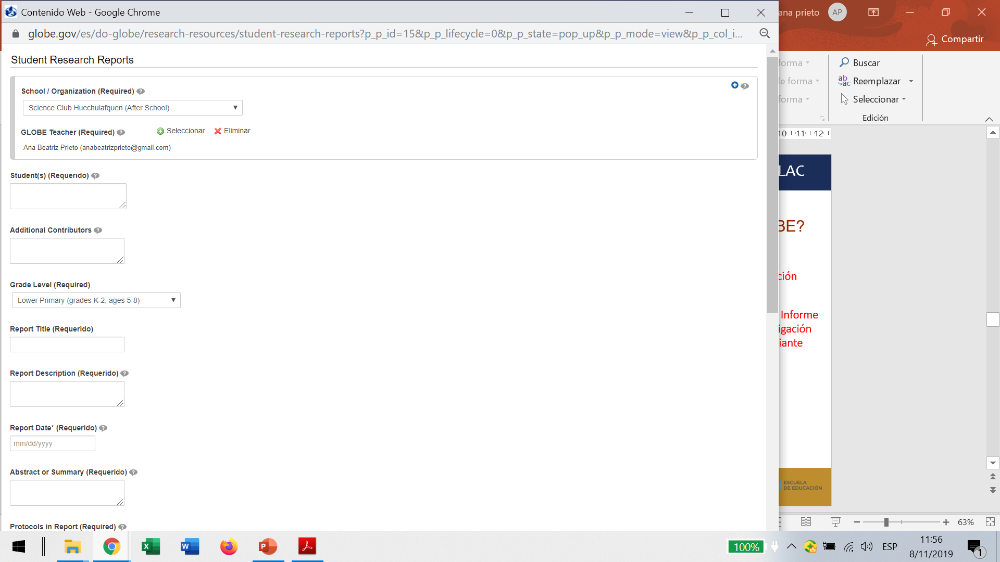 Contenido Web - Google Chrome
globe.gov/es/do-globe/research-resources/student-research-reports?p_p_id=15&p_p_lifecycle=0&p_p_state=pop_up&p_p_mode=view&p_p_col_i...
Student Research Reports
School / Organization (Required)
Science Club Huechulafquen (After School)
GLOBE Teacher (Required)
Seleccionar
Eliminar
Ana Beatriz Prieto (anabeatrizprieto@gmail.com)
Student(s) (Requerido)
Additional Contributors
Grade Level (Required)
Lower Primary (grades K-2, ages 5-8)
Report Title (Requerido)
Report Description (Requerido)
Report Date* (Requerido)
mm/dd/yyyy
Abstract or Summary (Requerido)
Protocols in Report (Required)
ana prieto
AP
Compartir
forma
Buscar
de forma
ab
ac
Reemplazar
forma
Seleccionar
Edición
10 11 12
LAC
BE?
ción
Informe
igación
iante
ESCUELA
DE EDUCACIÓN
63%
100%
ESP
11:56
8/11/2019
1